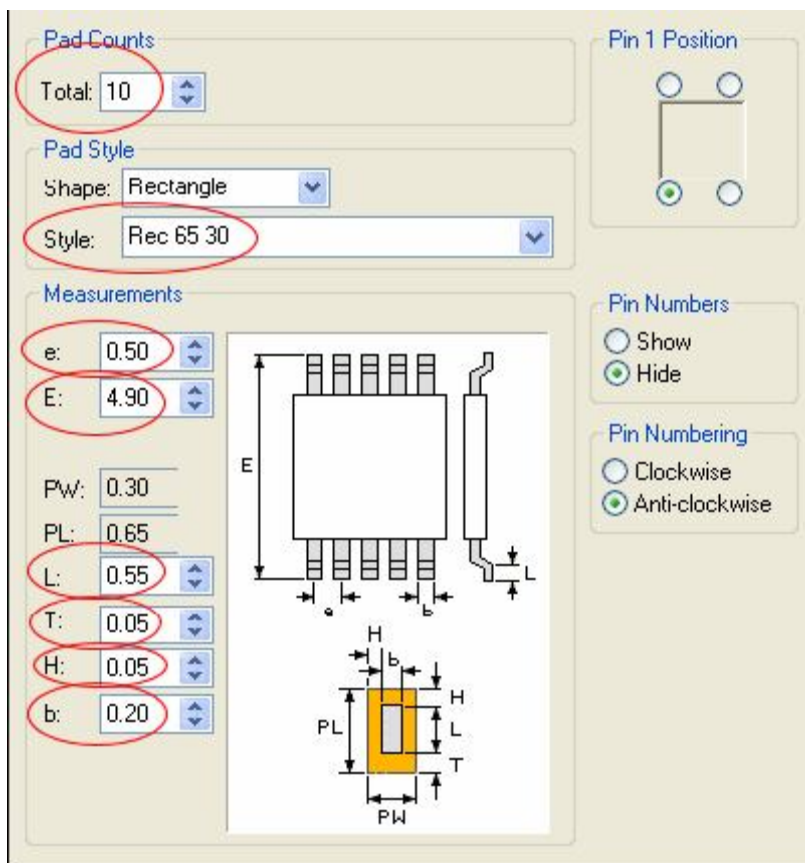 Pad Counts
Total: 10
Pad Style
Shape: Rectangle
Style: Rec 65 30
Measurements
e: 0.50
E: 4.90
PW: 0.30
PL: 0.65
L: 0.55
T: 0.05
H: 0.05
b: 0.20
E
L
e b
H
b
H
PL L
T
PW
Pin 1 Position
Pin Numbers
Show
Hide
Pin Numbering
Clockwise
Anti-clockwise